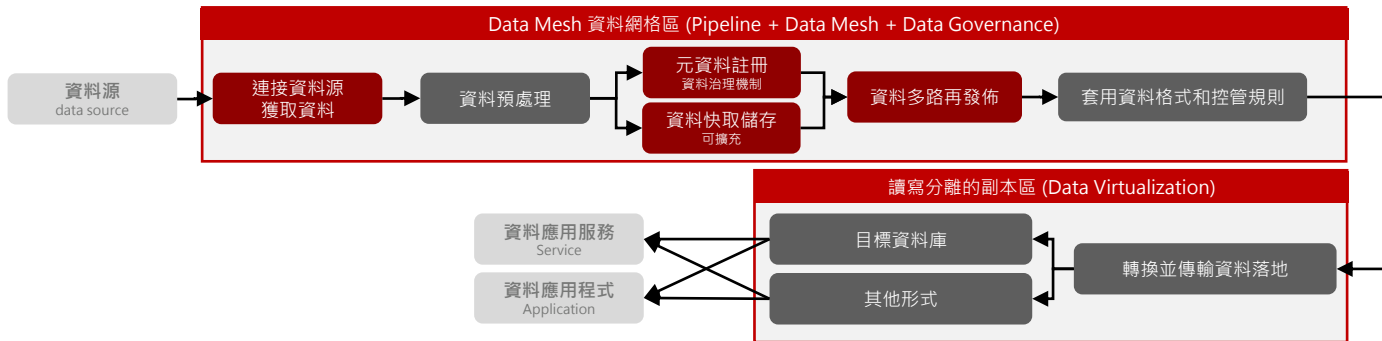 Data Mesh 資料網格區 (Pipeline + Data Mesh + Data Governance)
資料源
data source
連接資料源
獲取資料
資料預處理
元資料註冊
資料治理機制
資料快取儲存
可擴充
資料多路再發佈
套用資料格式和控管規則
讀寫分離的副本區 (Data Virtualization)
資料應用服務
Service
資料應用程式
Application
目標資料庫
其他形式
轉換並傳輸資料落地